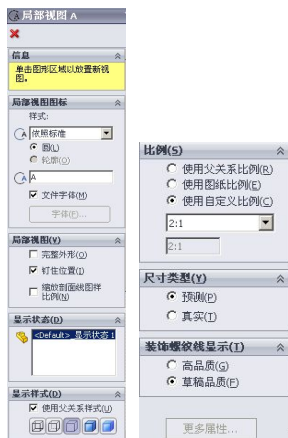 局部视图 A
信息
单击图形区域以放置新视
图。
局部视图图标
样式:
依照标准
圆(L)
轮廓(O)
A
文件字体(M)
字体(F)...
局部视图(V)
完整外形(O)
钉住位置(I)
缩放剖面线图样
比例(N)
显示状态(D)
<Default>_显示状态 1
显示样式(D)
使用父关系样式(U)
比例(S)
使用父关系比例(R)
使用图纸比例(E)
使用自定义比例(C)
2:1
2:1
尺寸类型(Y)
预测(P)
真实(T)
装饰螺纹线显示(I)
高品质(G)
草稿品质(F)
更多属性...